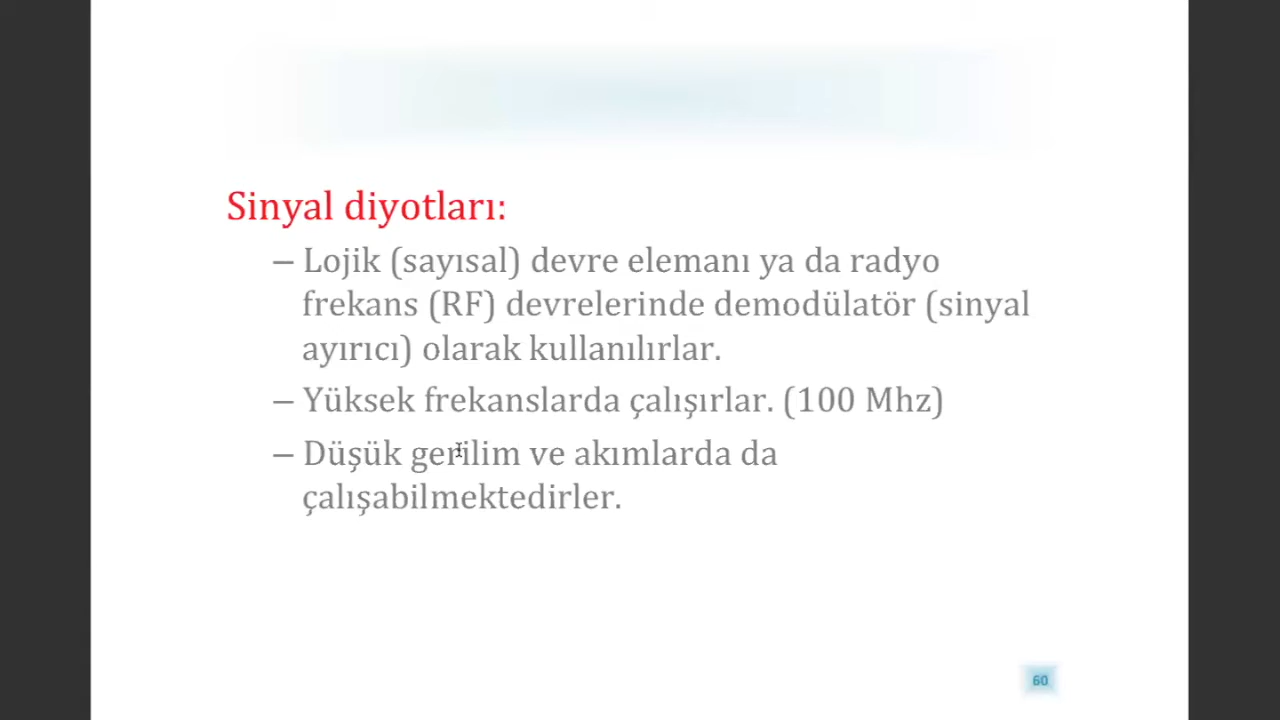 Sinyal diyotları:
– Lojik (sayısal) devre elemanı ya da radyo
frekans (RF) devrelerinde demodülatör (sinyal
ayırıcı) olarak kullanılırlar.
– Yüksek frekanslarda çalışırlar. (100 Mhz)
– Düşük gerilim ve akımlarda da
çalışabilmektedirler.
60